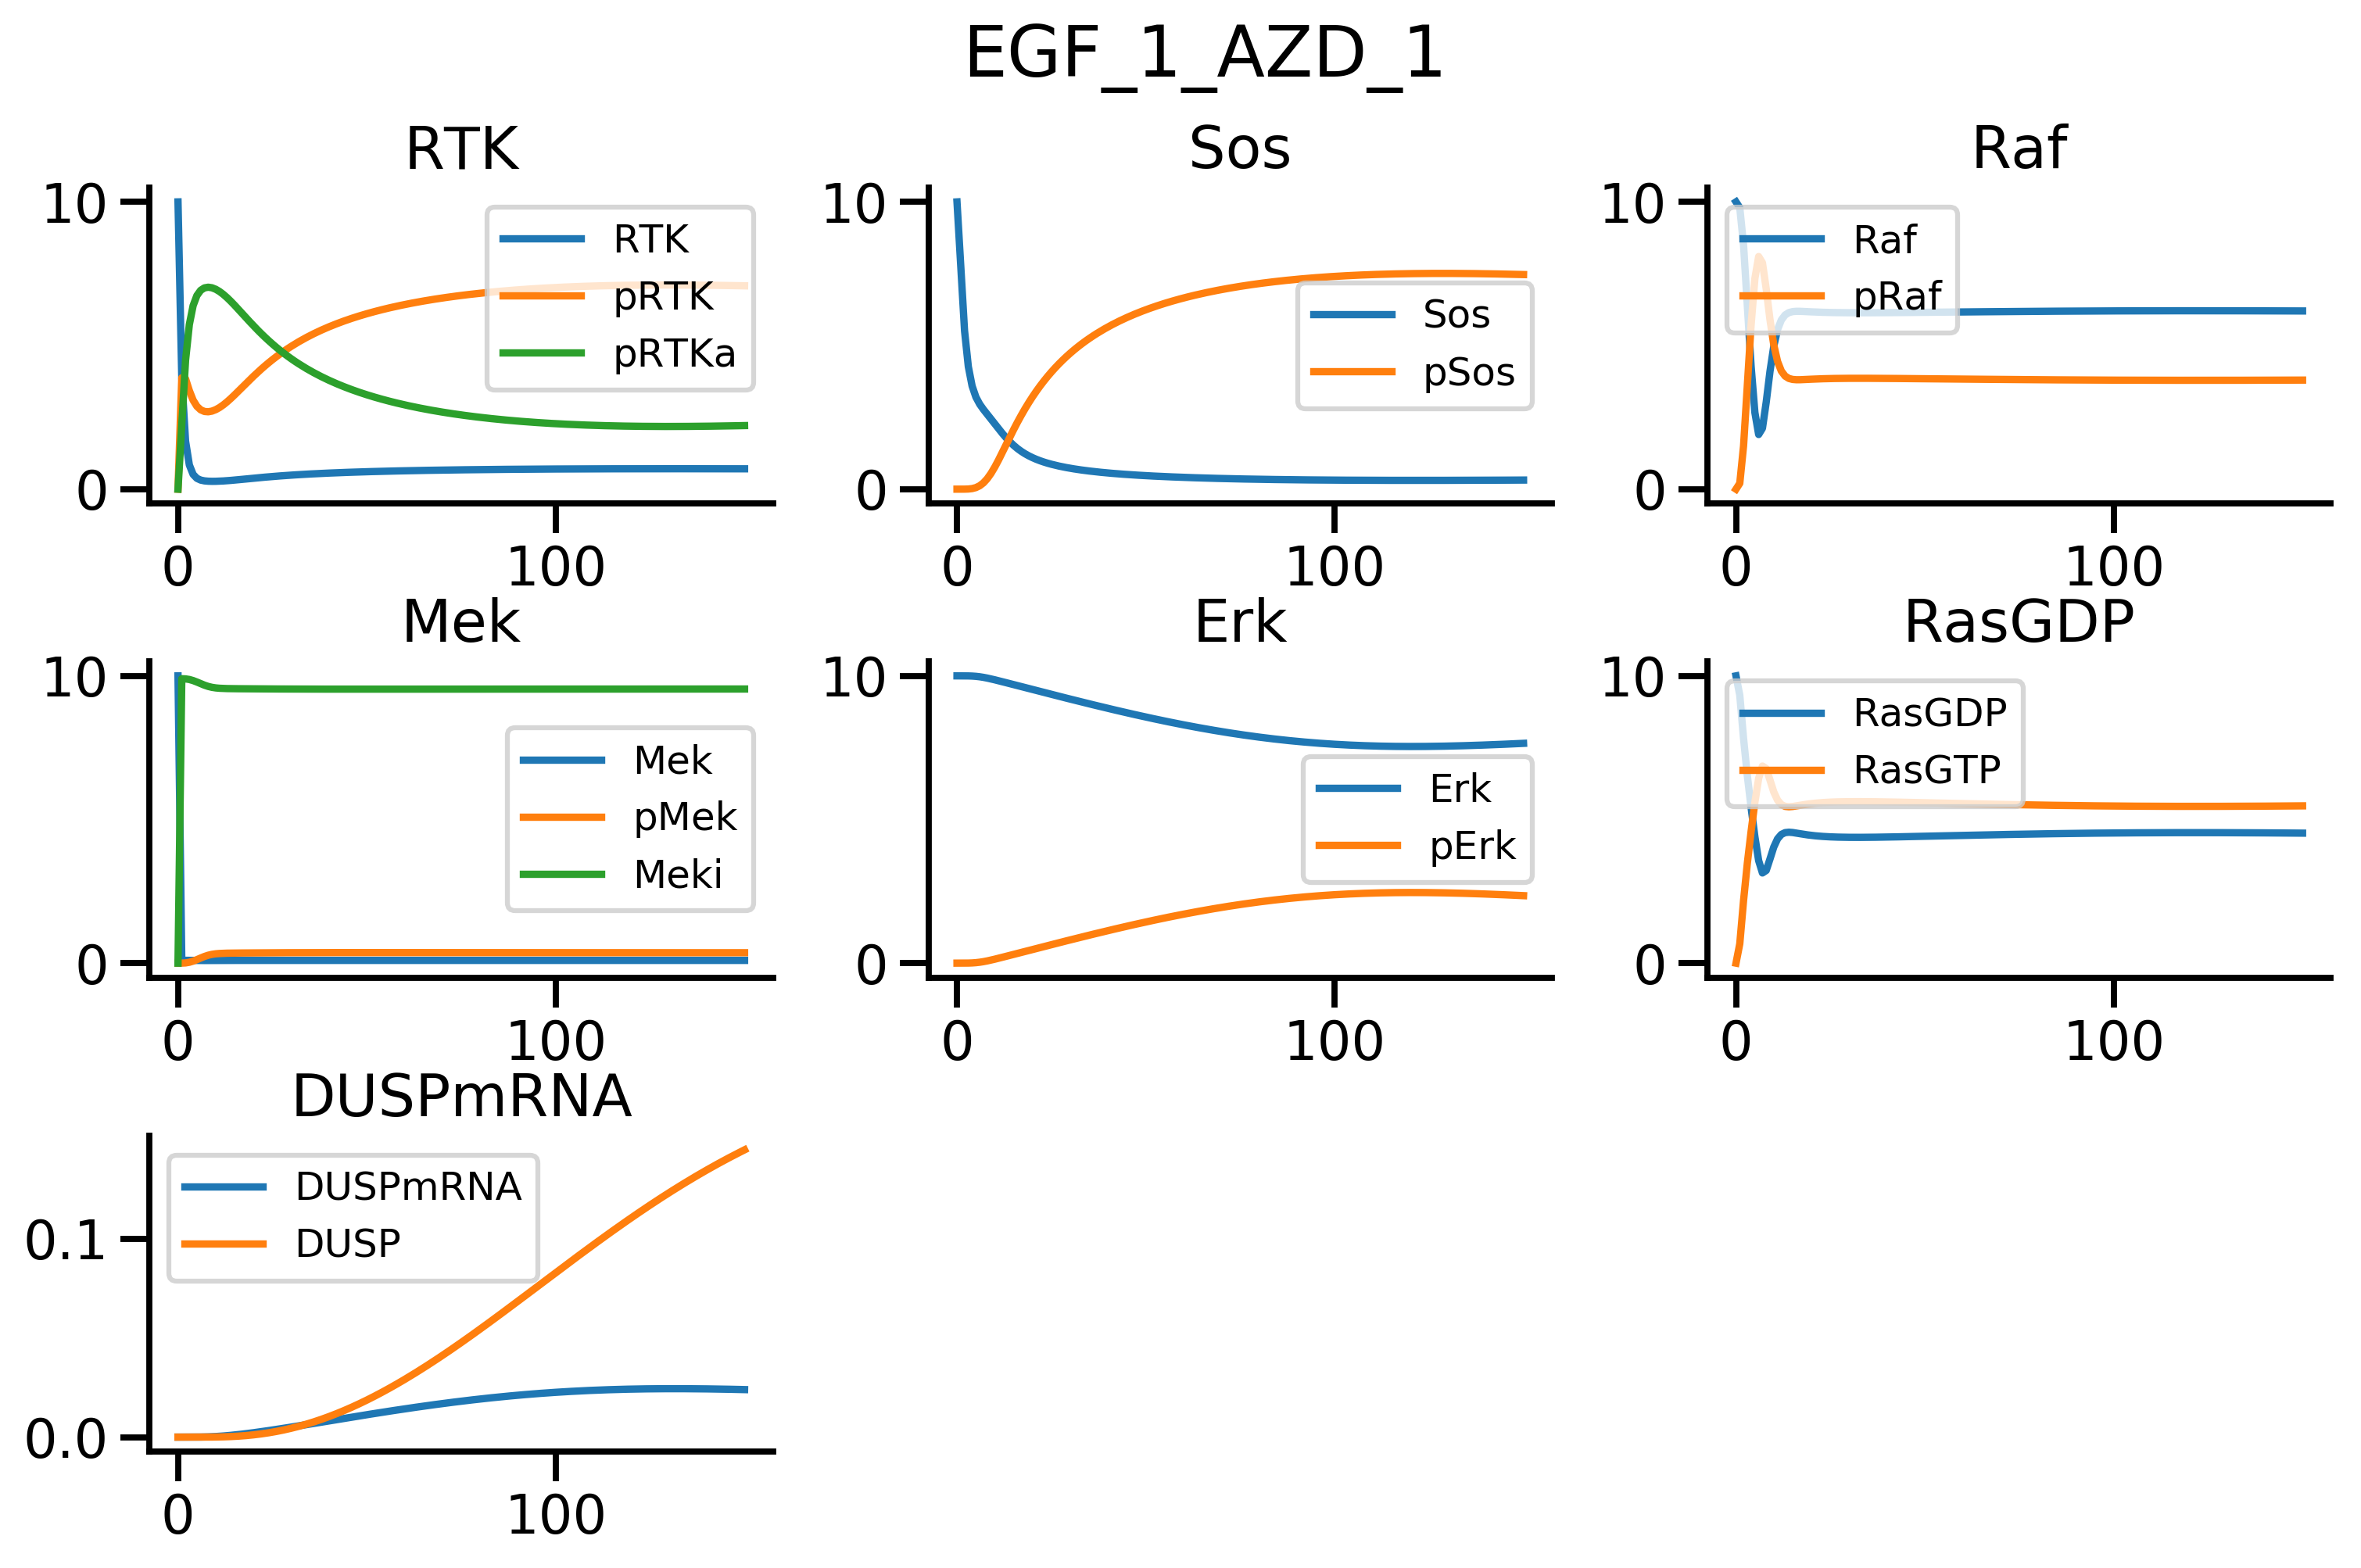 EGF_1_AZD_1
RTK
10
0
0
100
RTK
pRTK
pRTKa
Sos
10
0
0
100
Sos
pSos
Raf
10
0
0
100
Raf
pRaf
Mek
10
0
0
100
Mek
pMek
Meki
Erk
10
0
0
100
Erk
pErk
RasGDP
10
0
0
100
RasGDP
RasGTP
DUSPmRNA
0.1
0.0
0
100
DUSPmRNA
DUSP